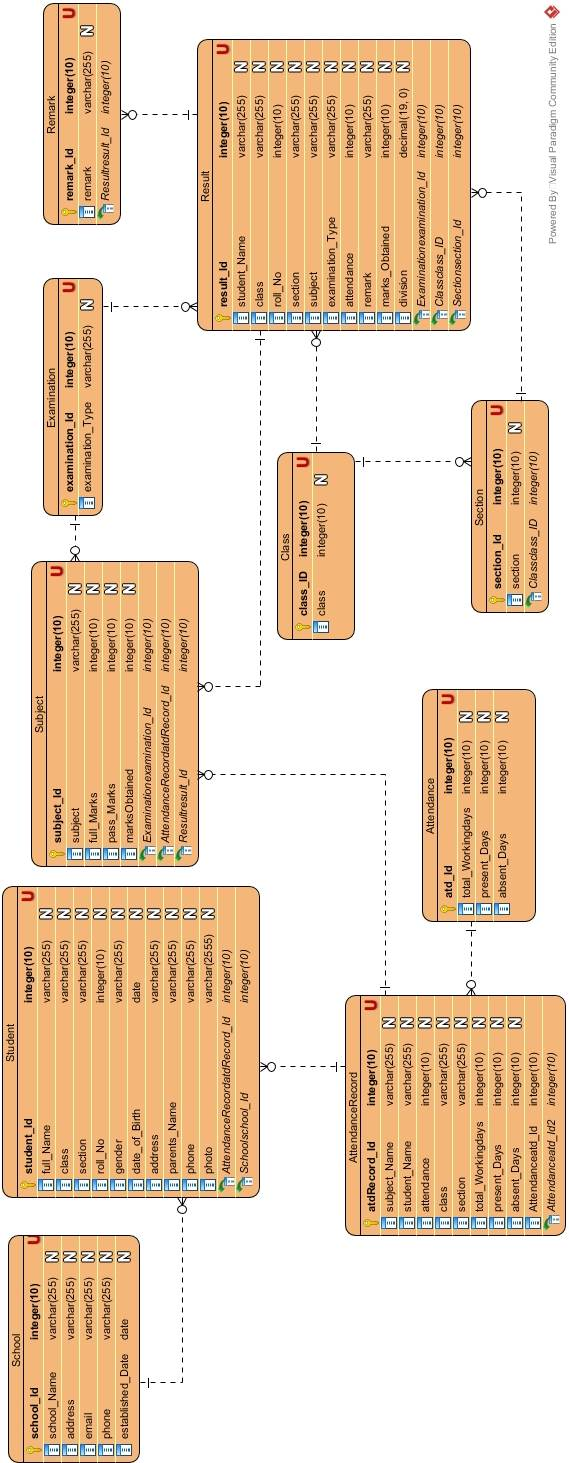 School
school_Id integer(10) U
school_Name varchar(255) N
address varchar(255) N
email varchar(255) N
phone varchar(255) N
established_Date date N
Student
student_Id integer(10) U
full_Name varchar(255) N
class varchar(255) N
section varchar(255) N
roll_No integer(10) N
gender varchar(255) N
date_of_Birth date N
address varchar(255) N
parents_Name varchar(255) N
phone varchar(255) N
photo varchar(2555) N
AttendanceRecordatdRecord_Id integer(10)
Schoolschool_Id integer(10)
Subject
subject_Id integer(10) U
subject varchar(255) N
full_Marks integer(10) N
pass_Marks integer(10) N
marksObtained integer(10) N
Examinationexamination_Id integer(10)
AttendanceRecordatdRecord_Id integer(10)
Resultresult_Id integer(10)
Examination
examination_Id integer(10) U
examination_Type varchar(255) N
Remark
remark_Id integer(10) U
remark varchar(255) N
Resultresult_Id integer(10)
Result
result_Id integer(10) U
student_Name varchar(255) N
class varchar(255) N
roll_No integer(10) N
section varchar(255) N
subject varchar(255) N
examination_Type varchar(255) N
attendance integer(10) N
remark varchar(255) N
marks_Obtained integer(10) N
division decimal(19, 0) N
Examinationexamination_Id integer(10)
Classclass_ID integer(10)
Sectionsection_Id integer(10)
Class
class_ID integer(10) U
class integer(10) N
AttendanceRecord
atdRecord_Id integer(10) U
subject_Name varchar(255) N
student_Name varchar(255) N
attendance integer(10) N
class varchar(255) N
section varchar(255) N
total_Workingdays integer(10) N
present_Days integer(10) N
absent_Days integer(10) N
Attendanceatd_Id integer(10)
Attendanceatd_Id2 integer(10)
Attendance
atd_Id integer(10) U
total_Workingdays integer(10) N
present_Days integer(10) N
absent_Days integer(10) N
Section
section_Id integer(10) U
section integer(10) N
Classclass_ID integer(10)
Powered By Visual Paradigm Community Edition